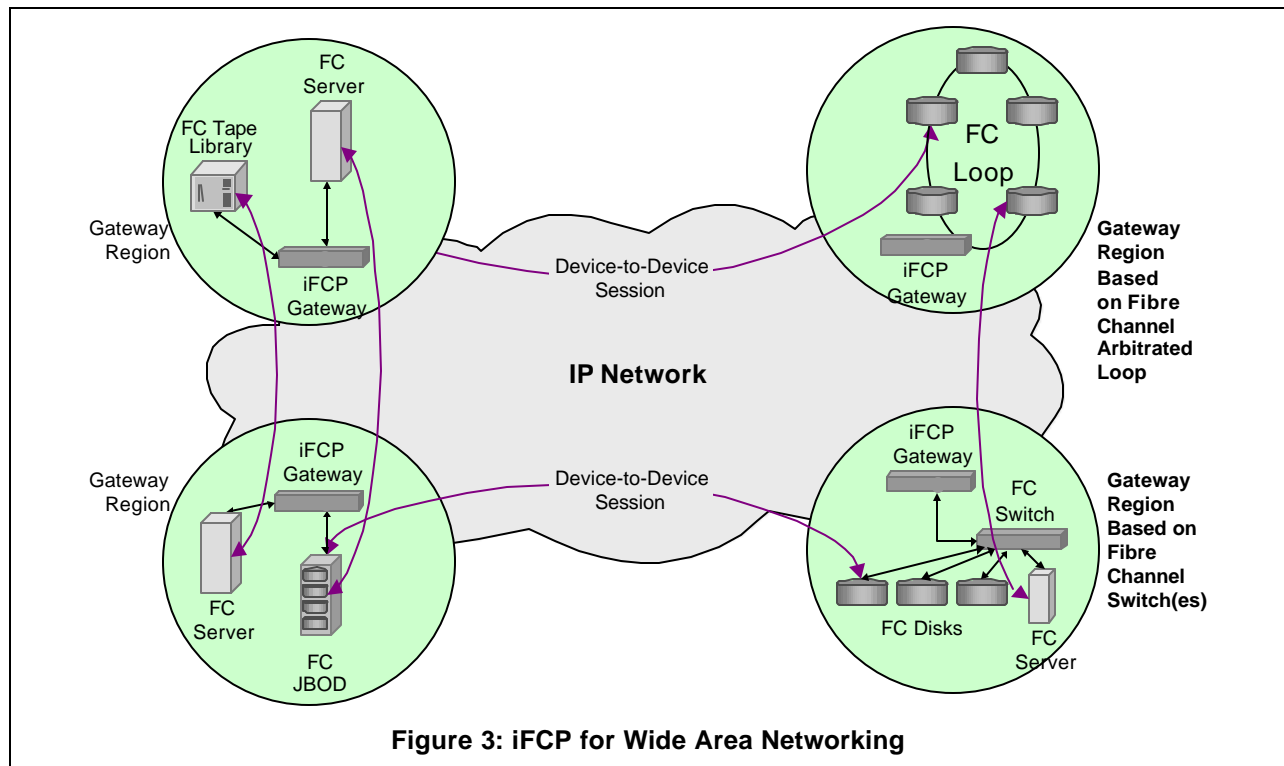 FC
Server
FC Tape
Library
Gateway
Region
iFCP
Gateway
FC
Loop
iFCP
Gateway
Gateway
Region
Based
on Fibre
Channel
Arbitrated
Loop
Device-to-Device
Session
IP Network
Gateway
Region
iFCP
Gateway
FC
Server
FC
JBOD
Device-to-Device
Session
iFCP
Gateway
FC
Switch
FC Disks
FC
Server
Gateway
Region
Based on
Fibre
Channel
Switch(es)
Figure 3: iFCP for Wide Area Networking